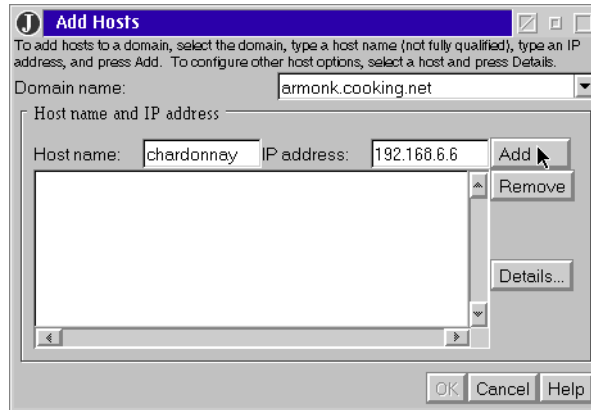 J Add Hosts
To add hosts to a domain, select the domain, type a host name (not fully qualified), type an IP
address, and press Add. To configure other host options, select a host and press Details.
Domain name: armonk.cooking.net
Host name and IP address
Host name: chardonnay IP address: 192.168.6.6 Add
Remove
Details...
OK Cancel Help